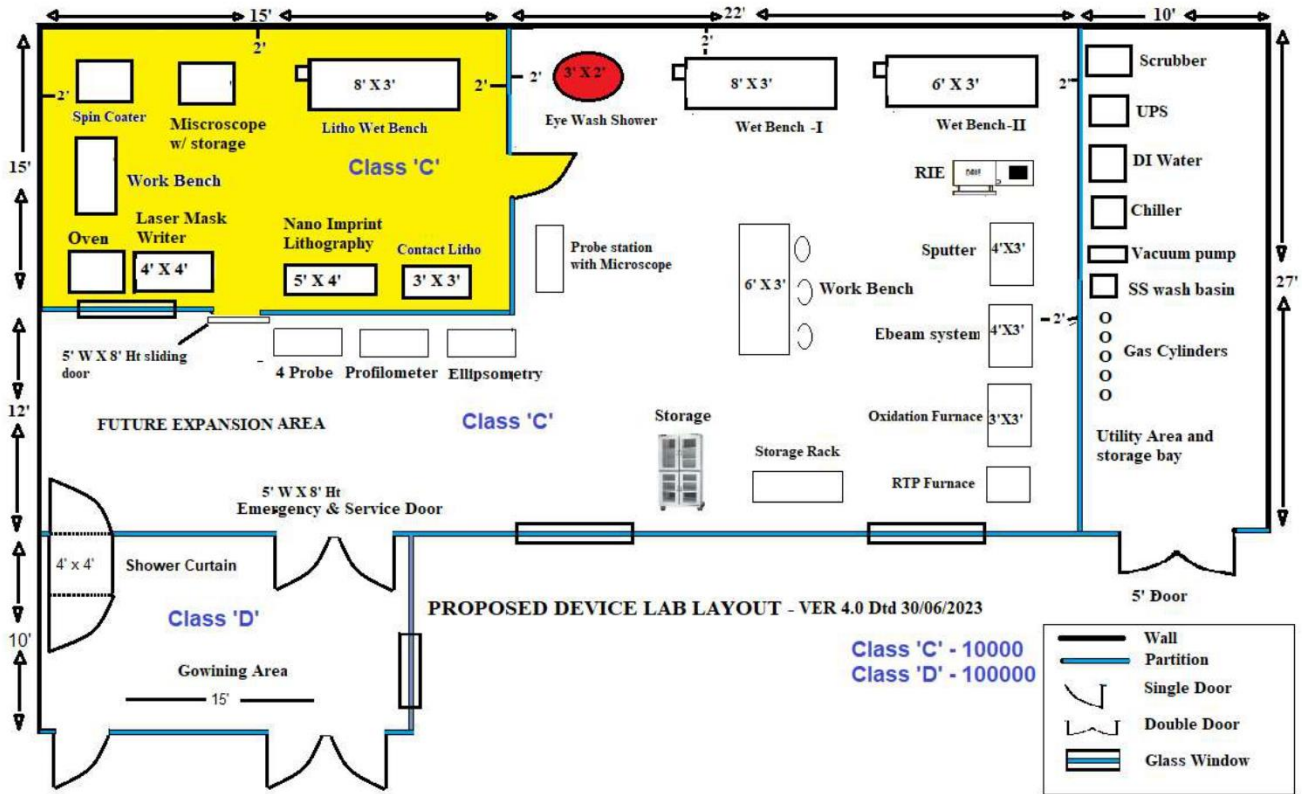 15'
22'
10'
2'
2'
Spin Coater
Miscroscope
w/ storage
8' X 3'
Litho Wet Bench
2'
2'
2'
3' X 2'
Eye Wash Shower
8' X 3'
Wet Bench -I
6' X 3'
Wet Bench-II
2'
Scrubber
UPS
DI Water
Chiller
Vacuum pump
SS wash basin
Gas Cylinders
O
O
O
O
O
Utility Area and
storage bay
15'
Class 'C'
Work Bench
Oven
Laser Mask
Writer
4' X 4'
Nano Imprint
Lithography
5' X 4'
Contact Litho
3' X 3'
Probe station
with Microscope
6' X 3'
Work Bench
RIE
Sputter
4'X3'
Ebeam system
4'X3'
2'
27'
5' W X 8' Ht sliding
door
4 Probe
Profilometer
Ellipsometry
12'
FUTURE EXPANSION AREA
Class 'C'
Storage
Storage Rack
Oxidation Furnace
3'X3'
RTP Furnace
5' W X 8' Ht
Emergency & Service Door
4' x 4'
Shower Curtain
Class 'D'
10'
Gowining Area
15'
PROPOSED DEVICE LAB LAYOUT - VER 4.0 Dtd 30/06/2023
Class 'C' - 10000
Class 'D' - 100000
5' Door
Wall
Partition
Single Door
Double Door
Glass Window